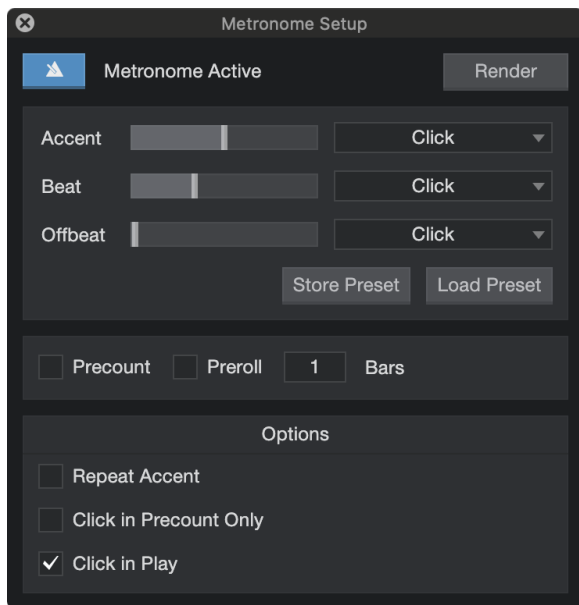 Metronome Setup
Metronome Active
Render
Accent
Click
Beat
Click
Offbeat
Click
Store Preset
Load Preset
Precount
Preroll
1
Bars
Options
Repeat Accent
Click in Precount Only
Click in Play